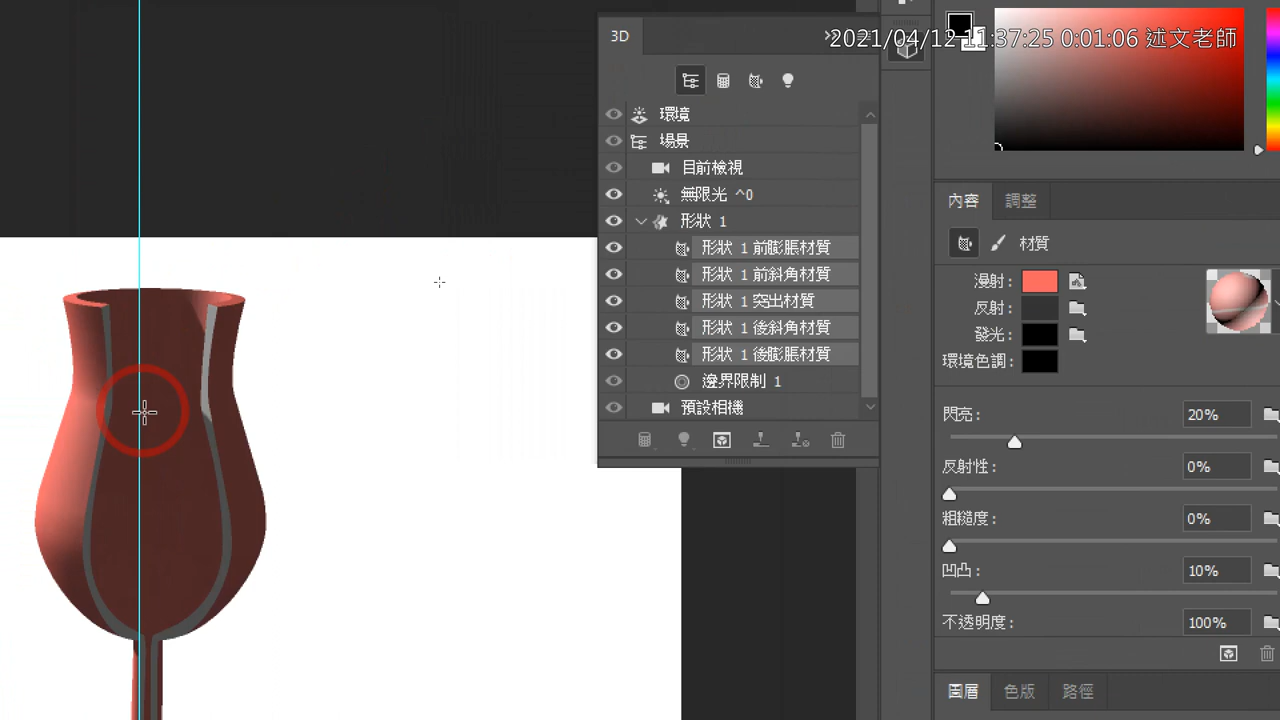 3D
2021/04/12 11:37:25 0:01:06 述文老師
環境
場景
目前檢視
無限光 ^0
形狀 1
形狀 1 前膨脹材質
形狀 1 前斜角材質
形狀 1 突出材質
形狀 1 後斜角材質
形狀 1 後膨脹材質
邊界限制 1
預設相機
內容 調整
材質
漫射:
反射:
發光:
環境色調:
閃亮: 20%
反射性: 0%
粗糙度: 0%
凹凸: 10%
不透明度: 100%
圖層 色版 路徑